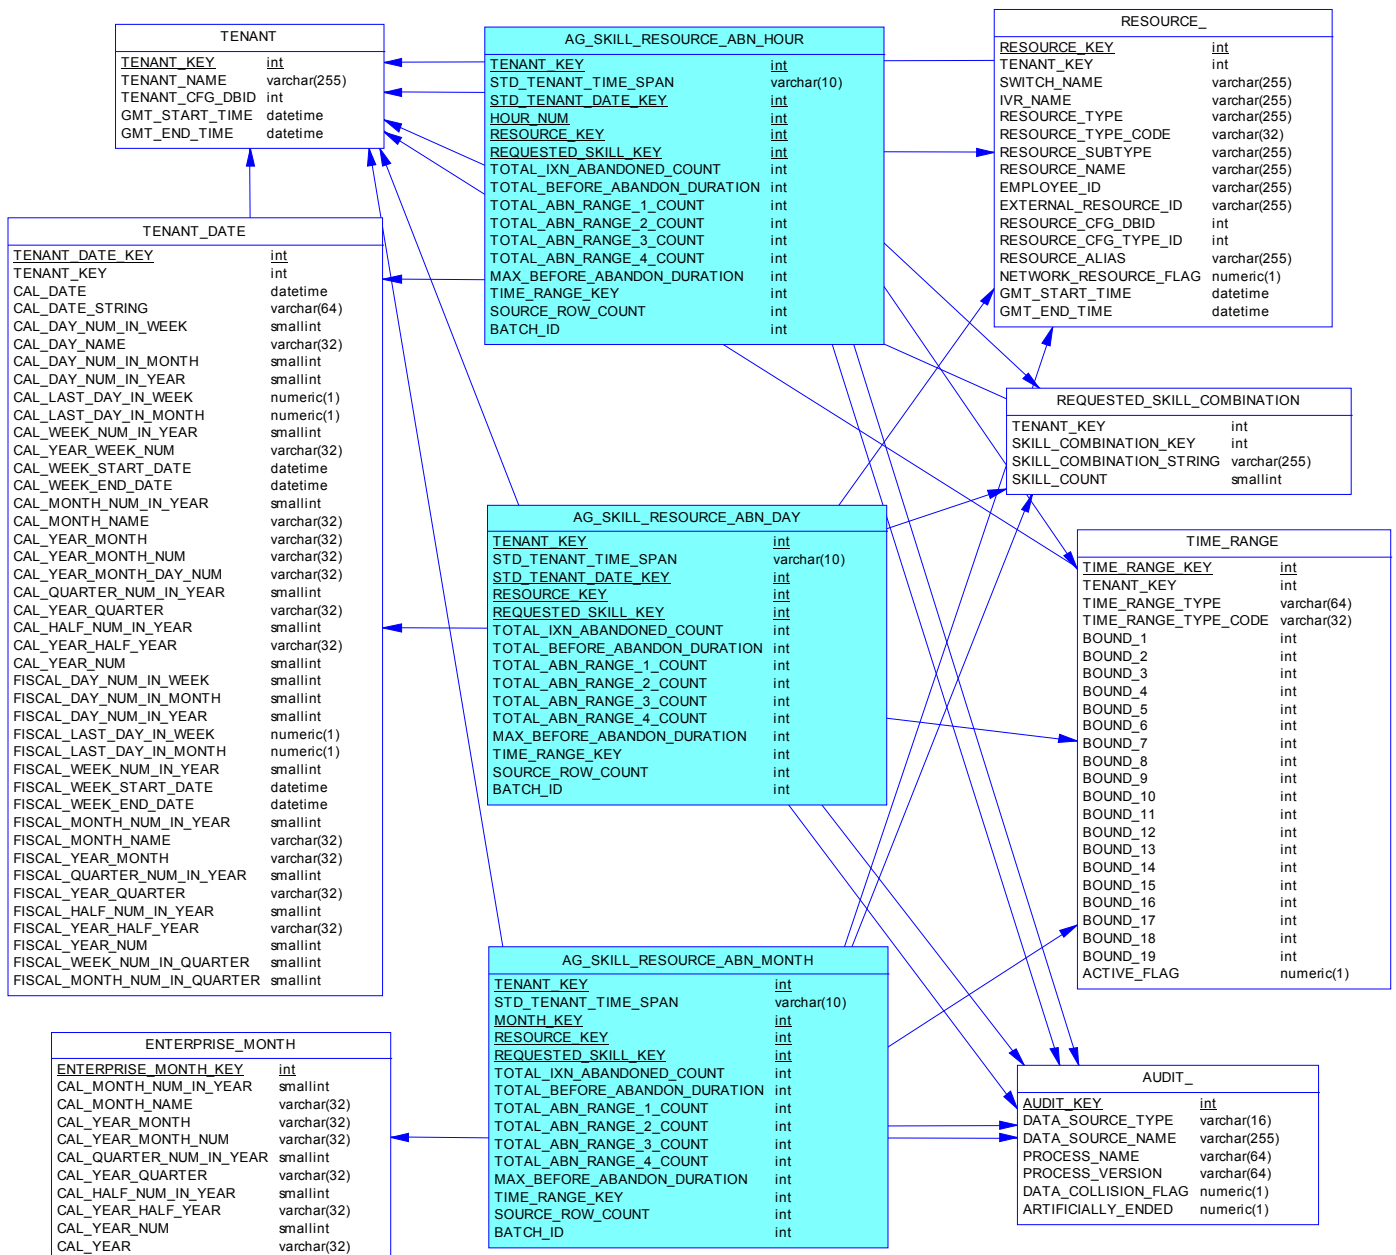 TENANT
TENANT_KEY int
TENANT_NAME varchar(255)
TENANT_CFG_DBID int
GMT_START_TIME datetime
GMT_END_TIME datetime
AG_SKILL_RESOURCE_ABN_HOUR
TENANT_KEY int
STD_TENANT_TIME_SPAN varchar(10)
STD_TENANT_DATE_KEY int
HOUR_NUM int
RESOURCE_KEY int
REQUESTED_SKILL_KEY int
TOTAL_IXN_ABANDONED_COUNT int
TOTAL_BEFORE_ABANDON_DURATION int
TOTAL_ABN_RANGE_1_COUNT int
TOTAL_ABN_RANGE_2_COUNT int
TOTAL_ABN_RANGE_3_COUNT int
TOTAL_ABN_RANGE_4_COUNT int
MAX_BEFORE_ABANDON_DURATION int
TIME_RANGE_KEY int
SOURCE_ROW_COUNT int
BATCH_ID int
RESOURCE_
RESOURCE_KEY int
TENANT_KEY int
SWITCH_NAME varchar(255)
IVR_NAME varchar(255)
RESOURCE_TYPE varchar(255)
RESOURCE_TYPE_CODE varchar(32)
RESOURCE_SUBTYPE varchar(255)
RESOURCE_NAME varchar(255)
EMPLOYEE_ID varchar(255)
EXTERNAL_RESOURCE_ID varchar(255)
RESOURCE_CFG_DBID int
RESOURCE_CFG_TYPE_ID int
RESOURCE_ALIAS varchar(255)
NETWORK_RESOURCE_FLAG numeric(1)
GMT_START_TIME datetime
GMT_END_TIME datetime
TENANT_DATE
TENANT_DATE_KEY int
TENANT_KEY int
CAL_DATE datetime
CAL_DATE_STRING varchar(64)
CAL_DAY_NUM_IN_WEEK smallint
CAL_DAY_NAME varchar(32)
CAL_DAY_NUM_IN_MONTH smallint
CAL_DAY_NUM_IN_YEAR smallint
CAL_LAST_DAY_IN_WEEK numeric(1)
CAL_LAST_DAY_IN_MONTH numeric(1)
CAL_WEEK_NUM_IN_YEAR smallint
CAL_YEAR_WEEK_NUM varchar(32)
CAL_WEEK_START_DATE datetime
CAL_WEEK_END_DATE datetime
CAL_MONTH_NUM_IN_YEAR smallint
CAL_MONTH_NAME varchar(32)
CAL_YEAR_MONTH varchar(32)
CAL_YEAR_MONTH_NUM varchar(32)
CAL_YEAR_MONTH_DAY_NUM varchar(32)
CAL_QUARTER_NUM_IN_YEAR smallint
CAL_YEAR_QUARTER varchar(32)
CAL_HALF_NUM_IN_YEAR smallint
CAL_YEAR_HALF_YEAR varchar(32)
CAL_YEAR_NUM smallint
FISCAL_DAY_NUM_IN_WEEK smallint
FISCAL_DAY_NUM_IN_MONTH smallint
FISCAL_DAY_NUM_IN_YEAR smallint
FISCAL_LAST_DAY_IN_WEEK numeric(1)
FISCAL_LAST_DAY_IN_MONTH numeric(1)
FISCAL_WEEK_NUM_IN_YEAR smallint
FISCAL_WEEK_START_DATE datetime
FISCAL_WEEK_END_DATE datetime
FISCAL_MONTH_NUM_IN_YEAR smallint
FISCAL_MONTH_NAME varchar(32)
FISCAL_YEAR_MONTH varchar(32)
FISCAL_QUARTER_NUM_IN_YEAR smallint
FISCAL_YEAR_QUARTER varchar(32)
FISCAL_HALF_NUM_IN_YEAR smallint
FISCAL_YEAR_HALF_YEAR varchar(32)
FISCAL_YEAR_NUM smallint
FISCAL_WEEK_NUM_IN_QUARTER smallint
FISCAL_MONTH_NUM_IN_QUARTER smallint
REQUESTED_SKILL_COMBINATION
TENANT_KEY int
SKILL_COMBINATION_KEY int
SKILL_COMBINATION_STRING varchar(255)
SKILL_COUNT smallint
AG_SKILL_RESOURCE_ABN_DAY
TENANT_KEY int
STD_TENANT_TIME_SPAN varchar(10)
STD_TENANT_DATE_KEY int
RESOURCE_KEY int
REQUESTED_SKILL_KEY int
TOTAL_IXN_ABANDONED_COUNT int
TOTAL_BEFORE_ABANDON_DURATION int
TOTAL_ABN_RANGE_1_COUNT int
TOTAL_ABN_RANGE_2_COUNT int
TOTAL_ABN_RANGE_3_COUNT int
TOTAL_ABN_RANGE_4_COUNT int
MAX_BEFORE_ABANDON_DURATION int
TIME_RANGE_KEY int
SOURCE_ROW_COUNT int
BATCH_ID int
TIME_RANGE
TIME_RANGE_KEY int
TENANT_KEY int
TIME_RANGE_TYPE varchar(64)
TIME_RANGE_TYPE_CODE varchar(32)
BOUND_1 int
BOUND_2 int
BOUND_3 int
BOUND_4 int
BOUND_5 int
BOUND_6 int
BOUND_7 int
BOUND_8 int
BOUND_9 int
BOUND_10 int
BOUND_11 int
BOUND_12 int
BOUND_13 int
BOUND_14 int
BOUND_15 int
BOUND_16 int
BOUND_17 int
BOUND_18 int
BOUND_19 int
ACTIVE_FLAG numeric(1)
AG_SKILL_RESOURCE_ABN_MONTH
TENANT_KEY int
STD_TENANT_TIME_SPAN varchar(10)
MONTH_KEY int
RESOURCE_KEY int
REQUESTED_SKILL_KEY int
TOTAL_IXN_ABANDONED_COUNT int
TOTAL_BEFORE_ABANDON_DURATION int
TOTAL_ABN_RANGE_1_COUNT int
TOTAL_ABN_RANGE_2_COUNT int
TOTAL_ABN_RANGE_3_COUNT int
TOTAL_ABN_RANGE_4_COUNT int
MAX_BEFORE_ABANDON_DURATION int
TIME_RANGE_KEY int
SOURCE_ROW_COUNT int
BATCH_ID int
ENTERPRISE_MONTH
ENTERPRISE_MONTH_KEY int
CAL_MONTH_NUM_IN_YEAR smallint
CAL_MONTH_NAME varchar(32)
CAL_YEAR_MONTH varchar(32)
CAL_YEAR_MONTH_NUM varchar(32)
CAL_QUARTER_NUM_IN_YEAR smallint
CAL_YEAR_QUARTER varchar(32)
CAL_HALF_NUM_IN_YEAR smallint
CAL_YEAR_HALF_YEAR varchar(32)
CAL_YEAR_NUM smallint
CAL_YEAR varchar(32)
AUDIT_
AUDIT_KEY int
DATA_SOURCE_TYPE varchar(16)
DATA_SOURCE_NAME varchar(255)
PROCESS_NAME varchar(64)
PROCESS_VERSION varchar(64)
DATA_COLLISION_FLAG numeric(1)
ARTIFICIALLY_ENDED numeric(1)